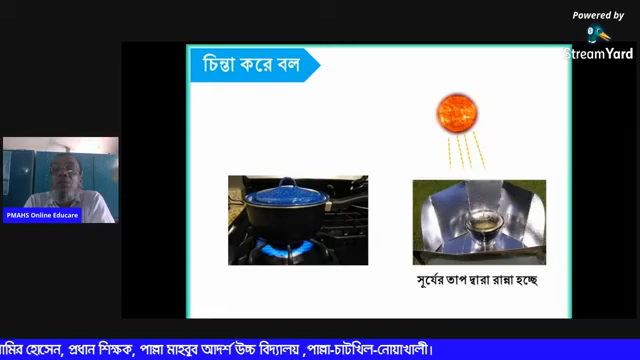 Powered by
StreamYard
চিন্তা করে বল
PMAHS Online Educare
সূর্যের তাপ দ্বারা রান্না হচ্ছে
হোসেন, প্রধান শিক্ষক, পাল্লা মাহবুব আদর্শ উচ্চ বিদ্যালয় ,পাল্লা-চাটখিল-নোয়াখালী।